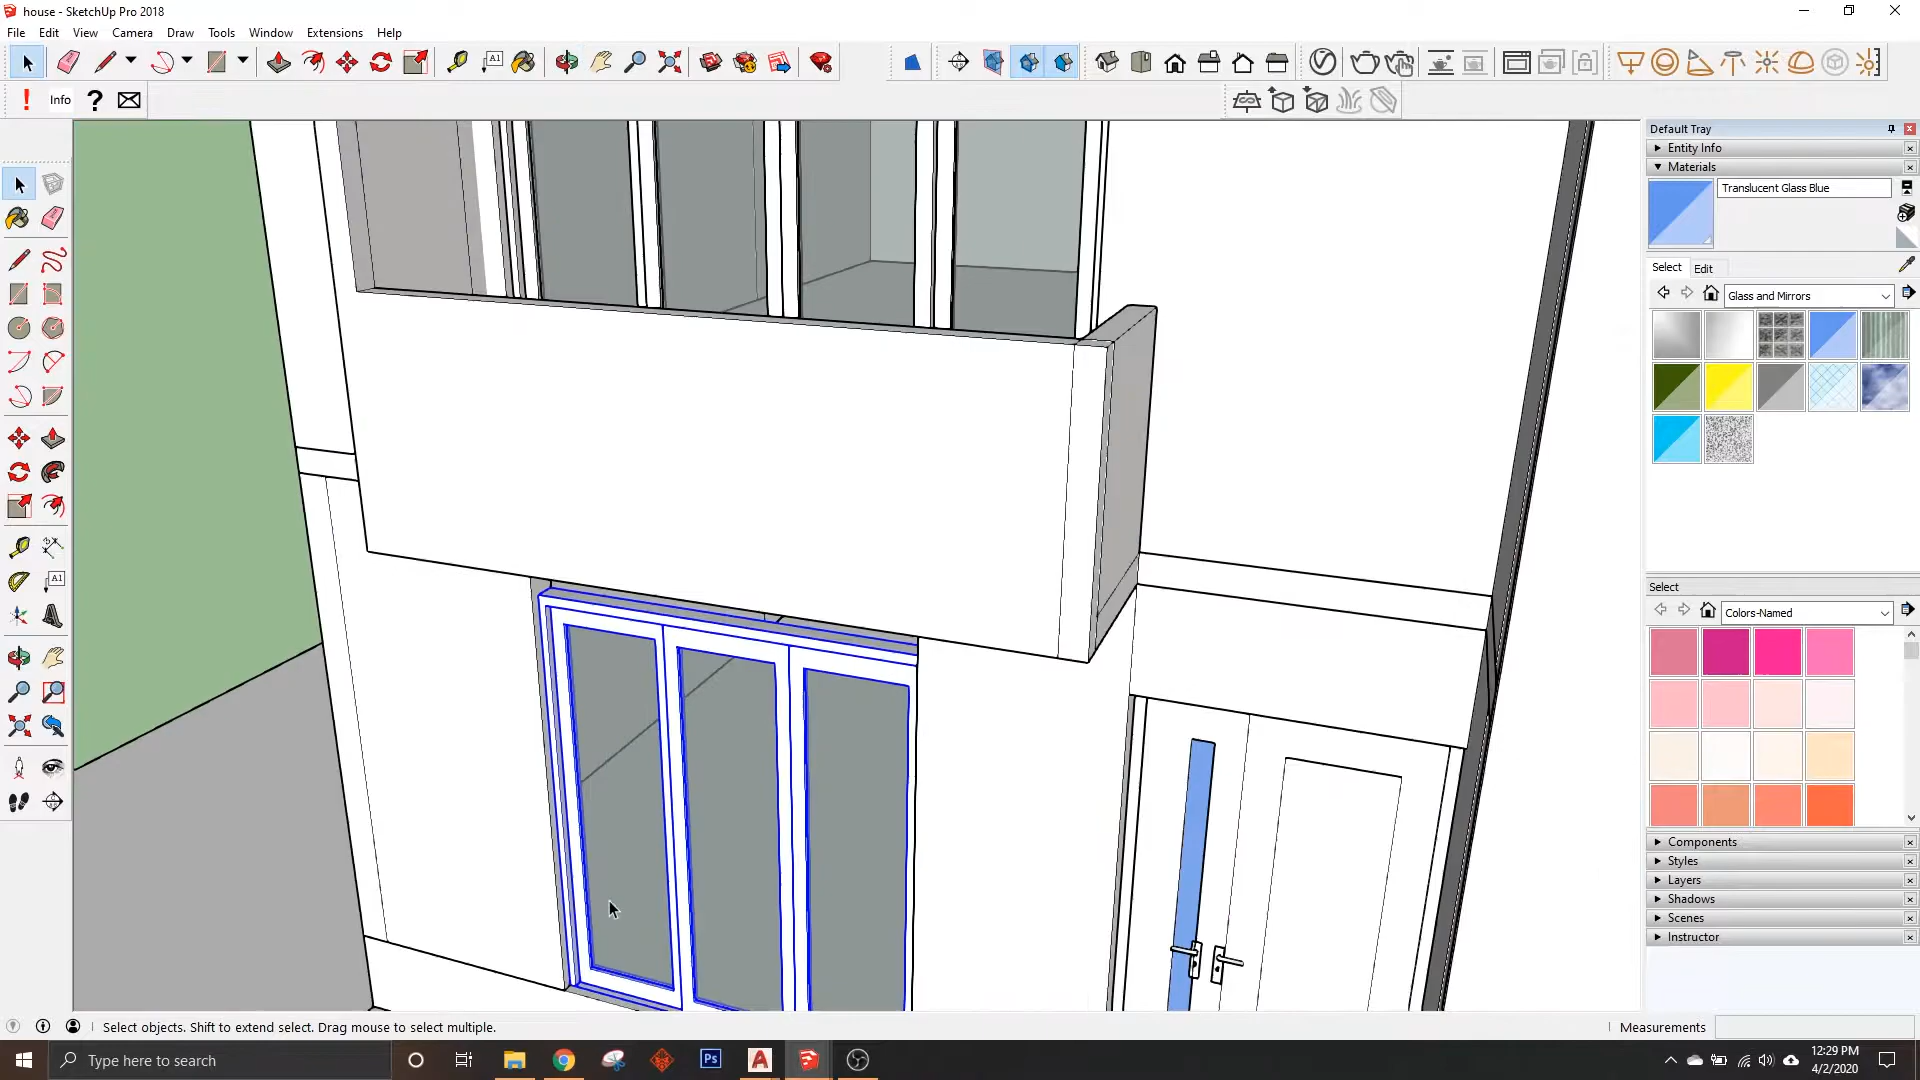 house - SketchUp Pro 2018
File Edit View Camera Draw Tools Window Extensions Help
A1
! Info ?
Default Tray
Entity Info
Materials
Translucent Glass Blue
Select Edit
Glass and Mirrors
A1
Select
Colors-Named
Components
Styles
Layers
Shadows
Scenes
Instructor
Select objects. Shift to extend select. Drag mouse to select multiple.
Measurements
Type here to search
Ps
A
12:29 PM
4/2/2020